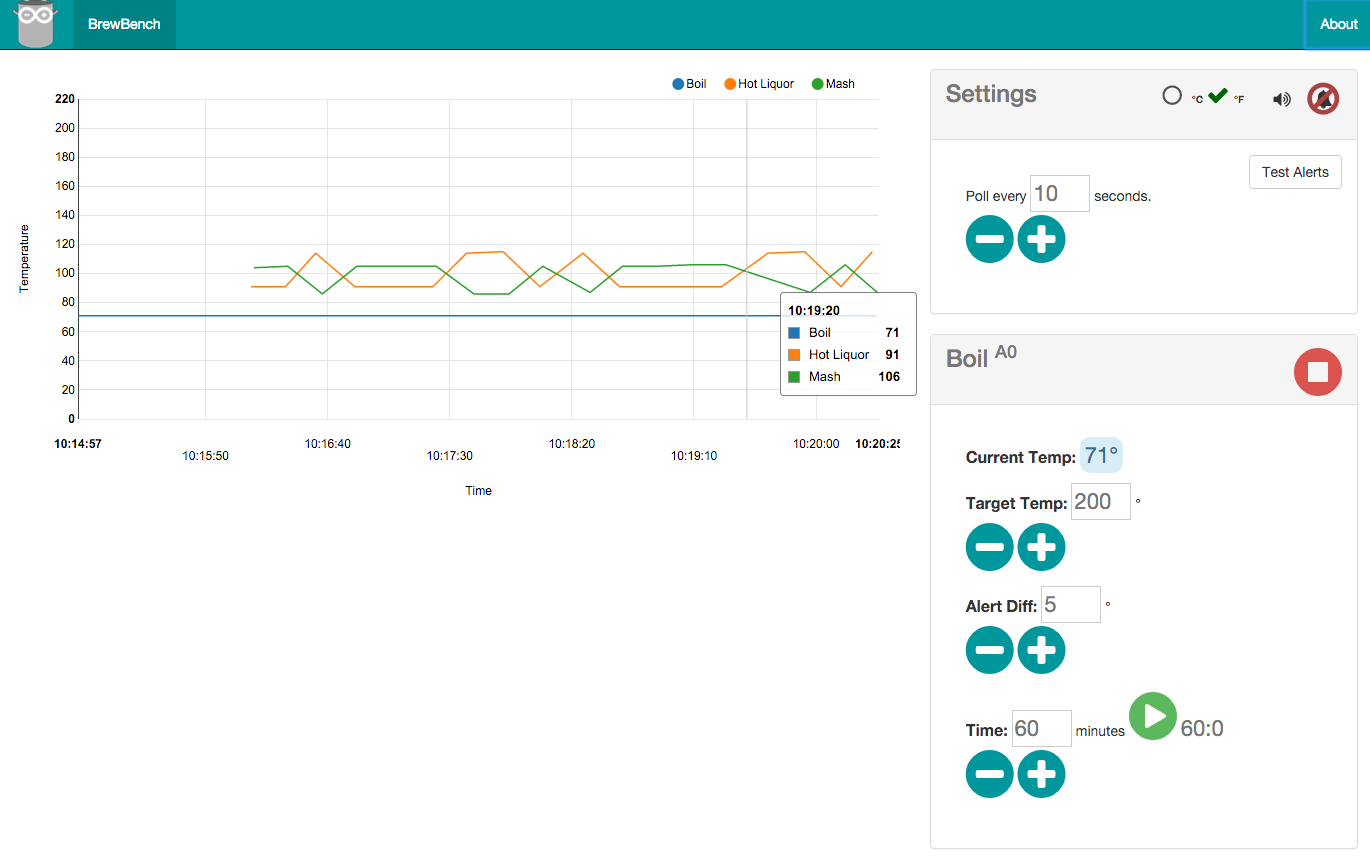 BrewBench
About
Boil Hot Liquor Mash
220
200
180
160
140
120
100
80
60
40
20
0
Temperature
10:14:57 10:16:40 10:18:20 10:20:00 10:20:25
10:15:50 10:17:30 10:19:10
Time
10:19:20
Boil 71
Hot Liquor 91
Mash 106
Settings
°C °F
Test Alerts
Poll every 10 seconds.
Boil A0
Current Temp: 71°
Target Temp: 200 °
Alert Diff: 5 °
Time: 60 minutes 60:0